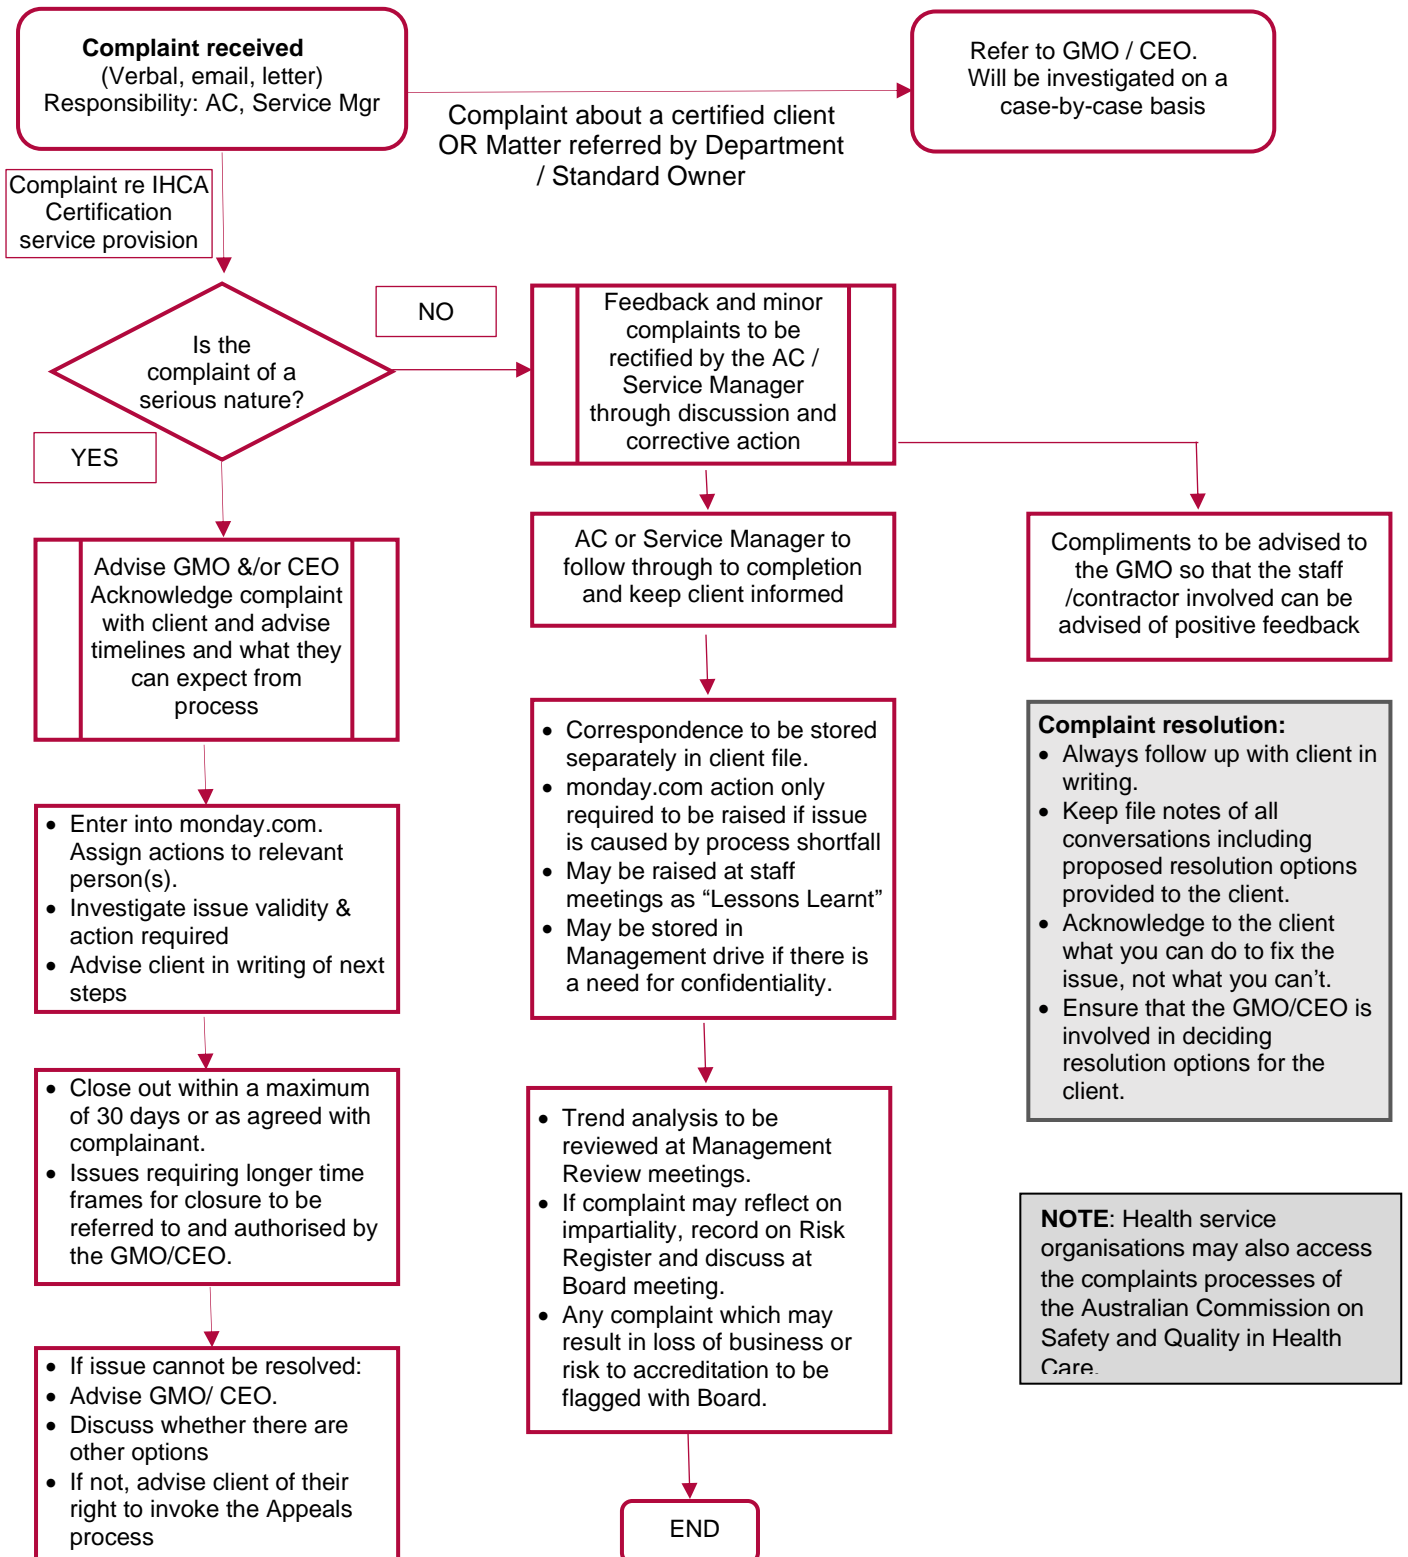 Complaint received
(Verbal, email, letter)
Responsibility: AC, Service Mgr
Complaint about a certified client
OR Matter referred by Department
/ Standard Owner
Refer to GMO / CEO.
Will be investigated on a
case-by-case basis
Complaint re IHCA
Certification
service provision
Is the
complaint of a
serious nature?
NO
YES
Feedback and minor
complaints to be
rectified by the AC /
Service Manager
through discussion and
corrective action
Advise GMO &/or CEO
Acknowledge complaint
with client and advise
timelines and what they
can expect from
process
AC or Service Manager to
follow through to completion
and keep client informed
Compliments to be advised to
the GMO so that the staff
/contractor involved can be
advised of positive feedback
• Enter into monday.com.
Assign actions to relevant
person(s).
• Investigate issue validity &
action required
• Advise client in writing of next
steps
• Correspondence to be stored
separately in client file.
• monday.com action only
required to be raised if issue
is caused by process shortfall
• May be raised at staff
meetings as “Lessons Learnt”
• May be stored in
Management drive if there is
a need for confidentiality.
Complaint resolution:
• Always follow up with client in
writing.
• Keep file notes of all
conversations including
proposed resolution options
provided to the client.
• Acknowledge to the client
what you can do to fix the
issue, not what you can’t.
• Ensure that the GMO/CEO is
involved in deciding
resolution options for the
client.
• Close out within a maximum
of 30 days or as agreed with
complainant.
• Issues requiring longer time
frames for closure to be
referred to and authorised by
the GMO/CEO.
• Trend analysis to be
reviewed at Management
Review meetings.
• If complaint may reflect on
impartiality, record on Risk
Register and discuss at
Board meeting.
• Any complaint which may
result in loss of business or
risk to accreditation to be
flagged with Board.
NOTE: Health service
organisations may also access
the complaints processes of
the Australian Commission on
Safety and Quality in Health
Care.
• If issue cannot be resolved:
• Advise GMO/ CEO.
• Discuss whether there are
other options
• If not, advise client of their
right to invoke the Appeals
process
END